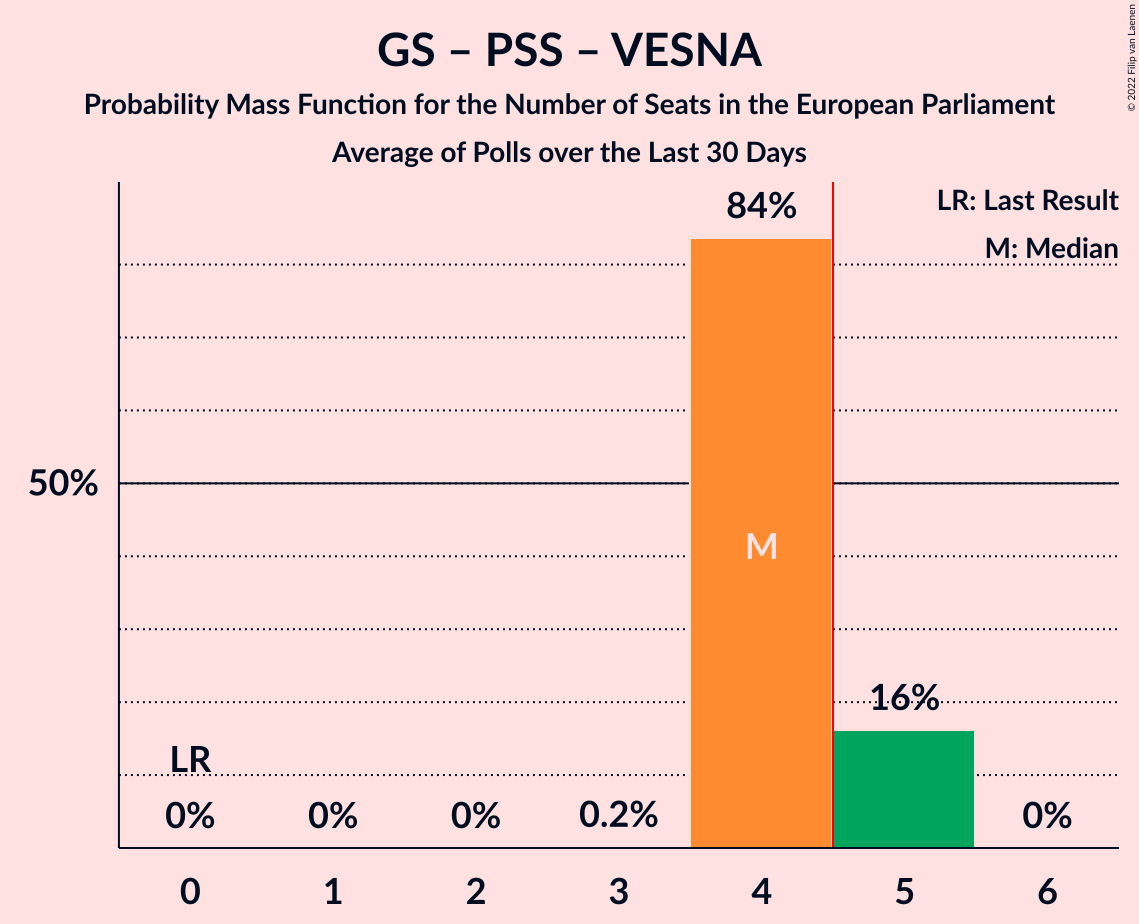 GS – PSS – VESNA
Probability Mass Function for the Number of Seats in the European Parliament
Average of Polls over the Last 30 Days
© 2022 Filip van Laenen
LR: Last Result
M: Median
84%
50%
M
16%
LR
0%
0%
0%
0.2%
0%
0
1
2
3
4
5
6